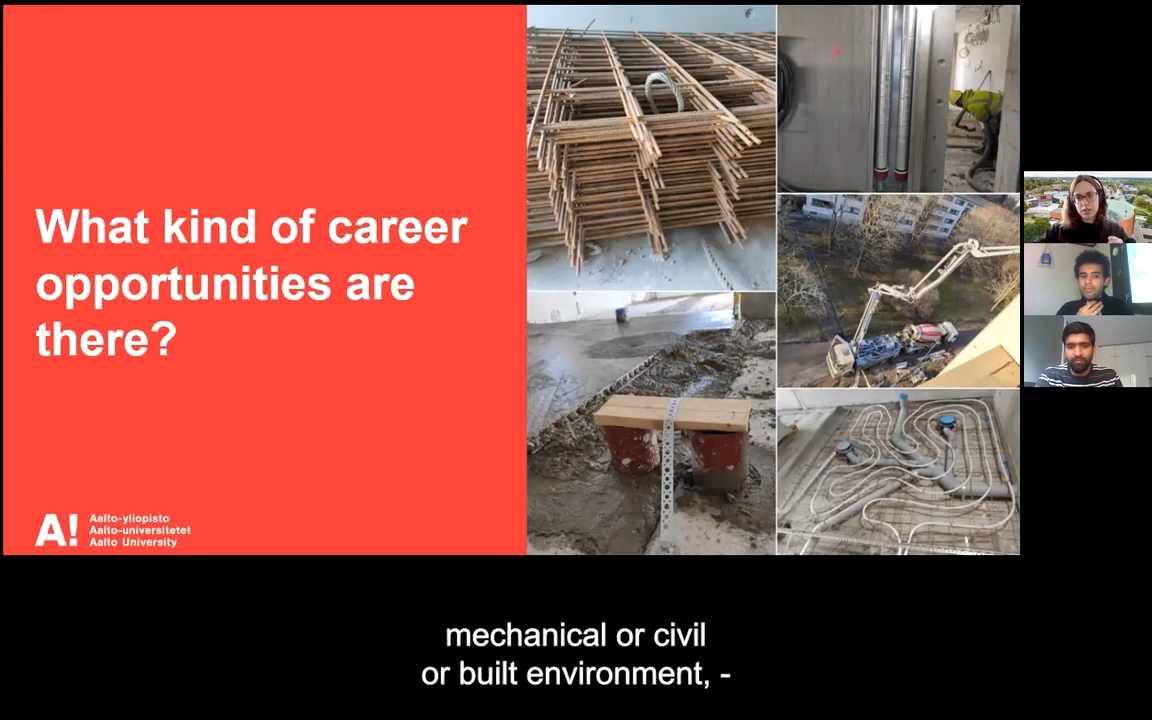 What kind of career
opportunities are
there?
A!
Aalto-yliopisto
Aalto-universitetet
Aalto University
mechanical or civil
or built environment, -